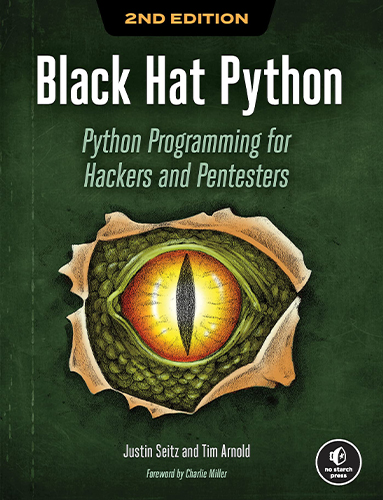 2ND EDITION
Black Hat Python
Python Programming for
Hackers and Pentesters
Justin Seitz and Tim Arnold
Foreword by Charlie Miller
no starch
press